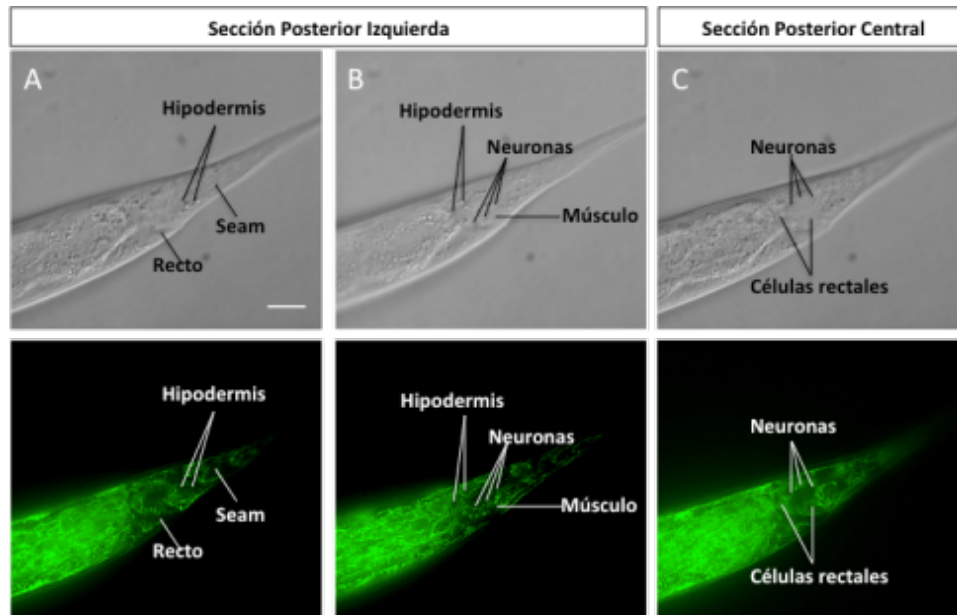 Sección Posterior Izquierda
Sección Posterior Central
A
Hipodermis
Seam
Recto
B
Hipodermis
Neuronas
Músculo
C
Neuronas
Células rectales
Hipodermis
Seam
Recto
Hipodermis
Neuronas
Músculo
Neuronas
Células rectales